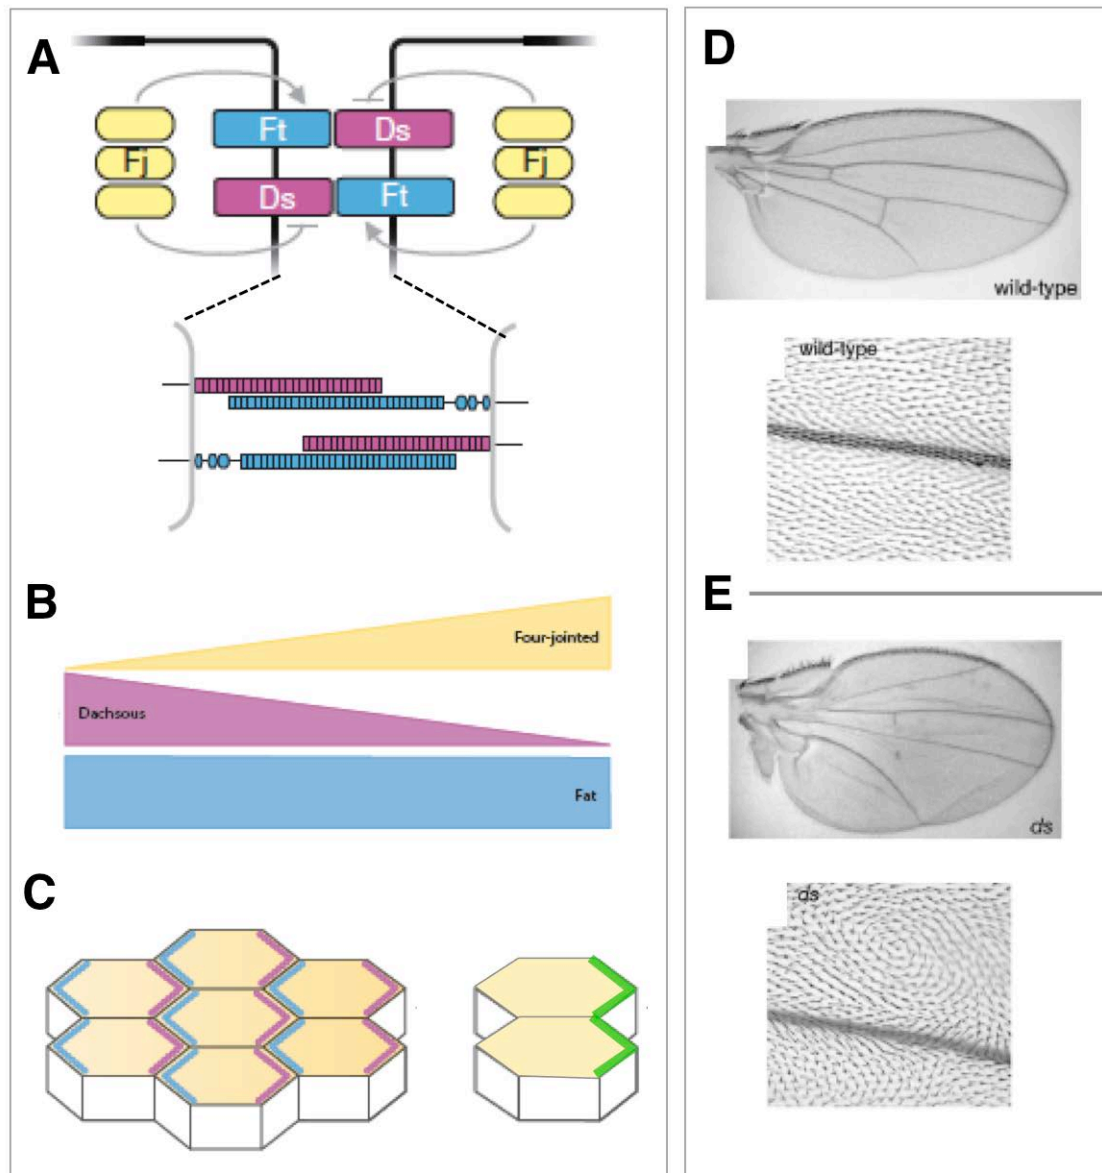 A
Ft
Ds
Fj
Fj
Ds
Ft
B
Four-jointed
Dachsous
Fat
C
D
wild-type
wild-type
E
ds
ds